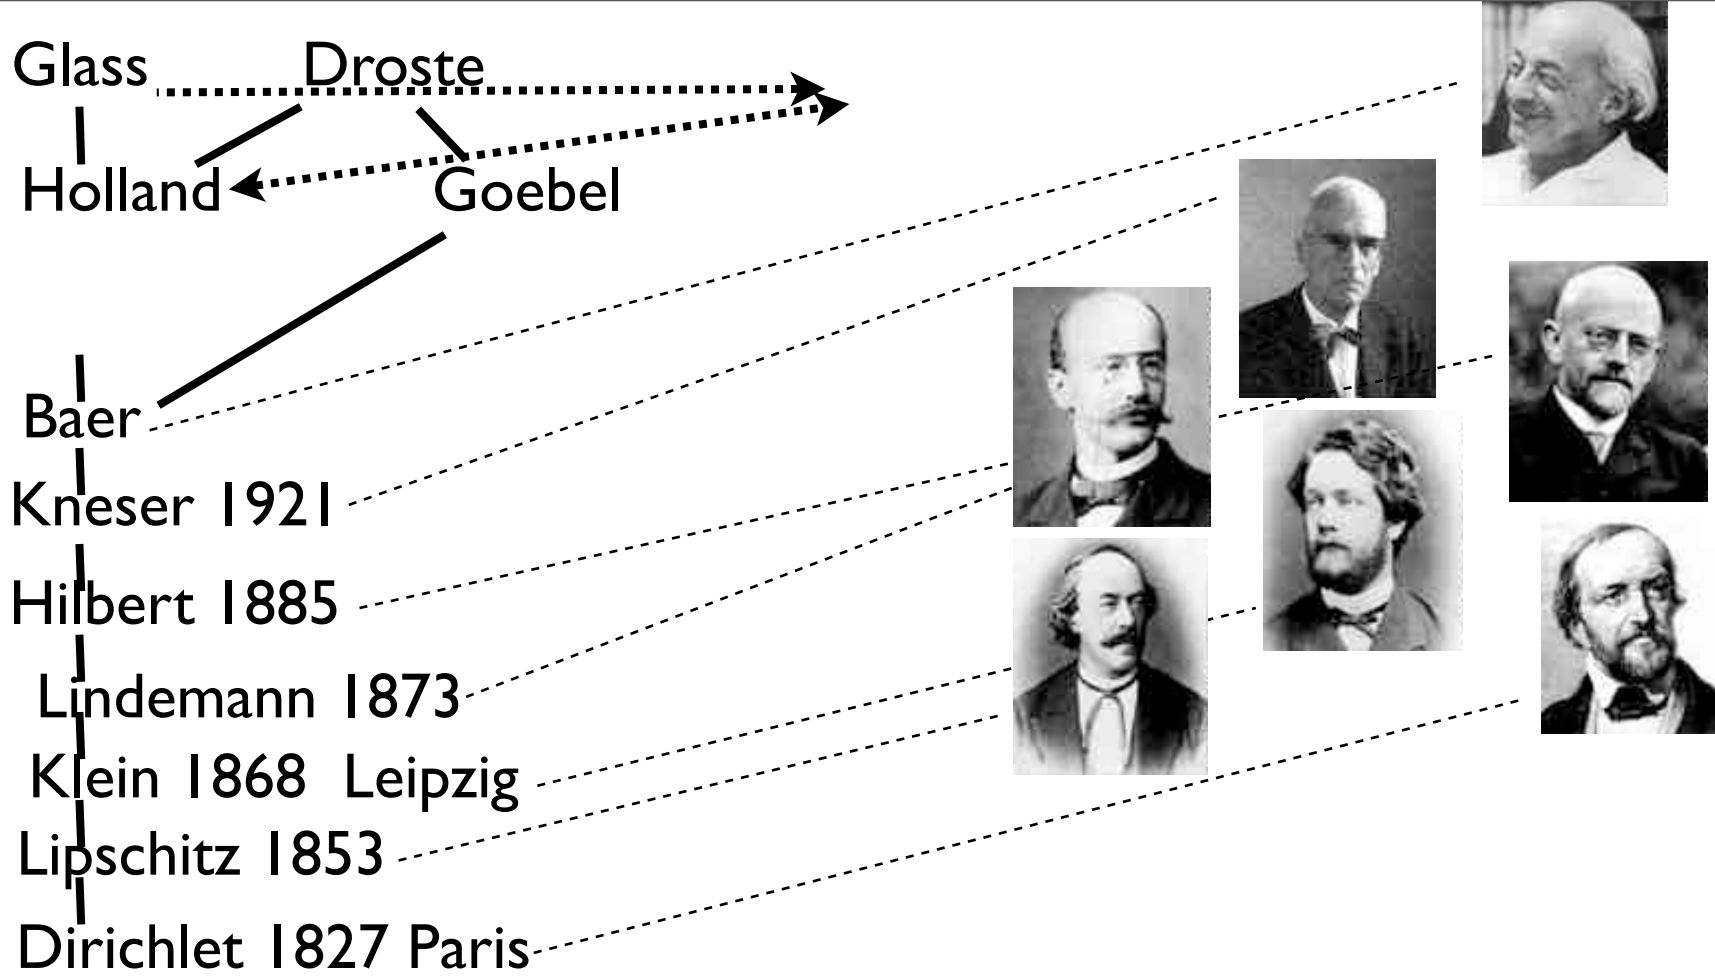 Glass Droste
Holland Goebel
Baer
Kneser 1921
Hilbert 1885
Lindemann 1873
Klein 1868 Leipzig
Lipschitz 1853
Dirichlet 1827 Paris